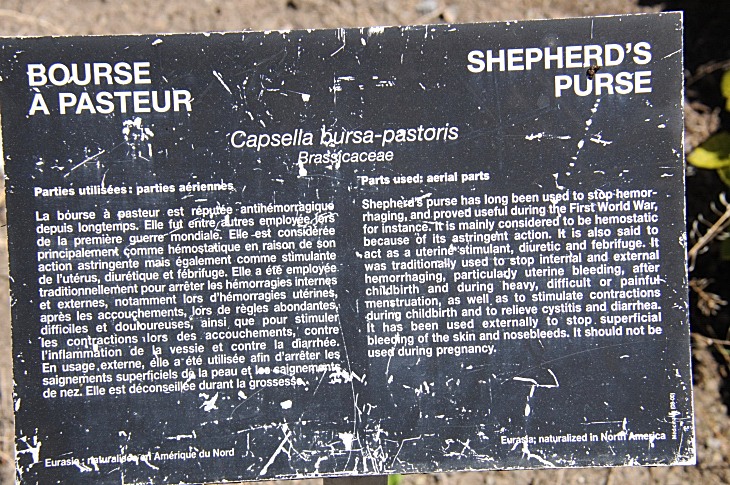 BOURSE
À PASTEUR
SHEPHERD'S
PURSE
Capsella bursa-pastoris
Brassicaceae
Parties utilisées : parties aériennes
La bourse à pasteur est réputée antihémorragique
depuis longtemps. Elle fut entre autres employée lors
de la première guerre mondiale. Elle est considérée
principalement comme hémostatique en raison de son
action astringente mais également comme stimulante
de l'utérus, diurétique et fébrifuge. Elle a été employée
traditionnellement pour arrêter les hémorragies internes
et externes, notamment lors d'hémorragies utérines,
après les accouchements, lors de règles abondantes,
difficiles et douloureuses, ainsi que pour stimuler
les contractions lors des accouchements, contre
l'inflammation de la vessie et contre la diarrhée.
En usage externe, elle a été utilisée afin d'arrêter les
saignements superficiels de la peau et les saignements
de nez. Elle est déconseillée durant la grossesse.
Parts used: aerial parts
Shepherd's purse has long been used to stop hemor-
rhaging, and proved useful during the First World War,
for instance. It is mainly considered to be hemostatic
because of its astringent action. It is also said to
act as a uterine stimulant, diuretic and febrifuge. It
was traditionally used to stop internal and external
hemorrhaging, particularly uterine bleeding, after
childbirth and during heavy, difficult or painful
menstruation, as well as to stimulate contractions
during childbirth and to relieve cystitis and diarrhea.
It has been used externally to stop superficial
bleeding of the skin and nosebleeds. It should not be
used during pregnancy.
Eurasie ; naturalisée en Amérique du Nord
Eurasia; naturalized in North America